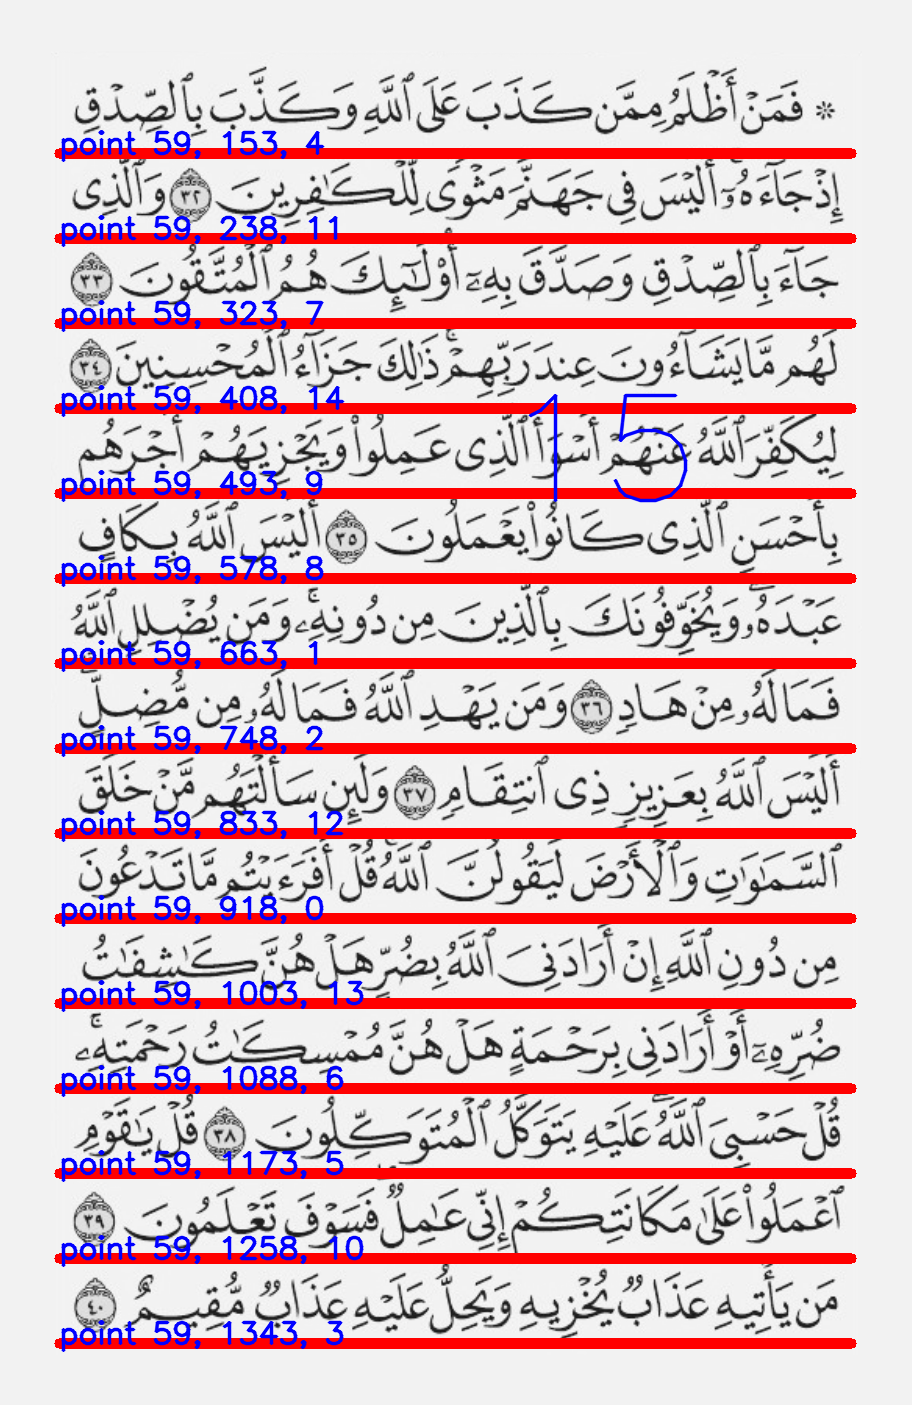 * فَمَنْ أَظْلَمُ مِمَّن كَذَبَ عَلَى ٱللَّهِ وَكَذَّبَ بِٱلصِّدْقِ
point 59, 153, 4
إِذْ جَآءَهُۥٓ ۚ أَلَيْسَ فِى جَهَنَّمَ مَثْوًى لِّلْكَٰفِرِينَ ٣٢ وَٱلَّذِى
point 59, 238, 11
جَآءَ بِٱلصِّدْقِ وَصَدَّقَ بِهِۦٓ ۙ أُو۟لَٰٓئِكَ هُمُ ٱلْمُتَّقُونَ ٣٣
point 59, 323, 7
لَهُم مَّا يَشَآءُونَ عِندَ رَبِّهِمْ ۚ ذَٰلِكَ جَزَآءُ ٱلْمُحْسِنِينَ ٣٤
point 59, 408, 14
15
لِيُكَفِّرَ ٱللَّهُ عَنْهُمْ أَسْوَأَ ٱلَّذِى عَمِلُوا۟ وَيَجْزِيَهُمْ أَجْرَهُم
point 59, 493, 9
بِأَحْسَنِ ٱلَّذِى كَانُوا۟ يَعْمَلُونَ ٣٥ أَلَيْسَ ٱللَّهُ بِكَافٍ
point 59, 578, 8
عَبْدَهُۥ ۖ وَيُخَوِّفُونَكَ بِٱلَّذِينَ مِن دُونِهِۦ ۚ وَمَن يُضْلِلِ ٱللَّهُ
point 59, 663, 1
فَمَا لَهُۥ مِنْ هَادٍ ٣٦ وَمَن يَهْدِ ٱللَّهُ فَمَا لَهُۥ مِن مُّضِلٍّ ۗ
point 59, 748, 2
أَلَيْسَ ٱللَّهُ بِعَزِيزٍ ذِى ٱنتِقَامٍ ٣٧ وَلَئِن سَأَلْتَهُم مَّنْ خَلَقَ
point 59, 833, 12
ٱلسَّمَٰوَٰتِ وَٱلْأَرْضَ لَيَقُولُنَّ ٱللَّهُ ۚ قُلْ أَفَرَءَيْتُم مَّا تَدْعُونَ
point 59, 918, 0
مِن دُونِ ٱللَّهِ إِنْ أَرَادَنِىَ ٱللَّهُ بِضُرٍّ هَلْ هُنَّ كَٰشِفَٰتُ
point 59, 1003, 13
ضُرِّهِۦٓ أَوْ أَرَادَنِى بِرَحْمَةٍ هَلْ هُنَّ مُمْسِكَٰتُ رَحْمَتِهِۦ ۚ
point 59, 1088, 6
قُلْ حَسْبِىَ ٱللَّهُ ۖ عَلَيْهِ يَتَوَكَّلُ ٱلْمُتَوَكِّلُونَ ٣٨ قُلْ يَٰقَوْمِ
point 59, 1173, 5
ٱعْمَلُوا۟ عَلَىٰ مَكَانَتِكُمْ إِنِّى عَٰمِلٌ ۖ فَسَوْفَ تَعْلَمُونَ ٣٩
point 59, 1258, 10
مَن يَأْتِيهِ عَذَابٌ يُخْزِيهِ وَيَحِلُّ عَلَيْهِ عَذَابٌ مُّقِيمٌ ٤٠
point 59, 1343, 3